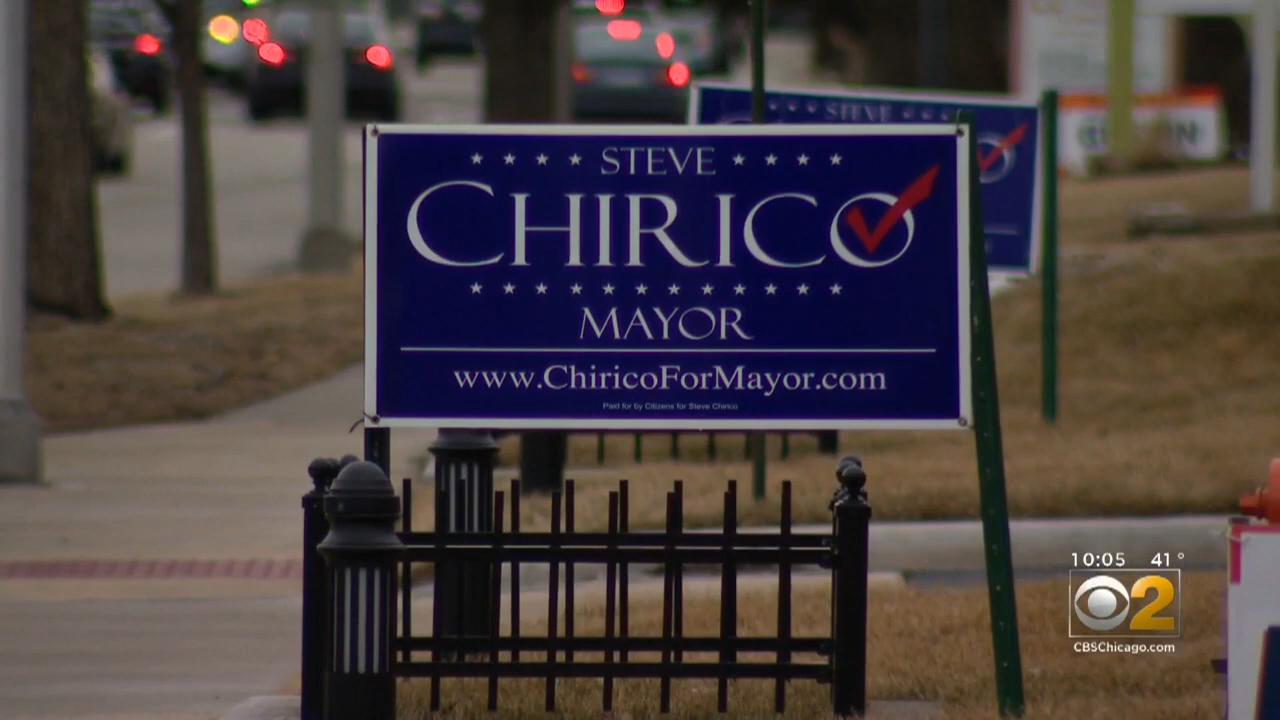 STEVE
CHIRICO
MAYOR
www.ChiricoForMayor.com
Paid for by Citizens for Steve Chirico
STEVE
10:05 41°
2
CBSChicago.com